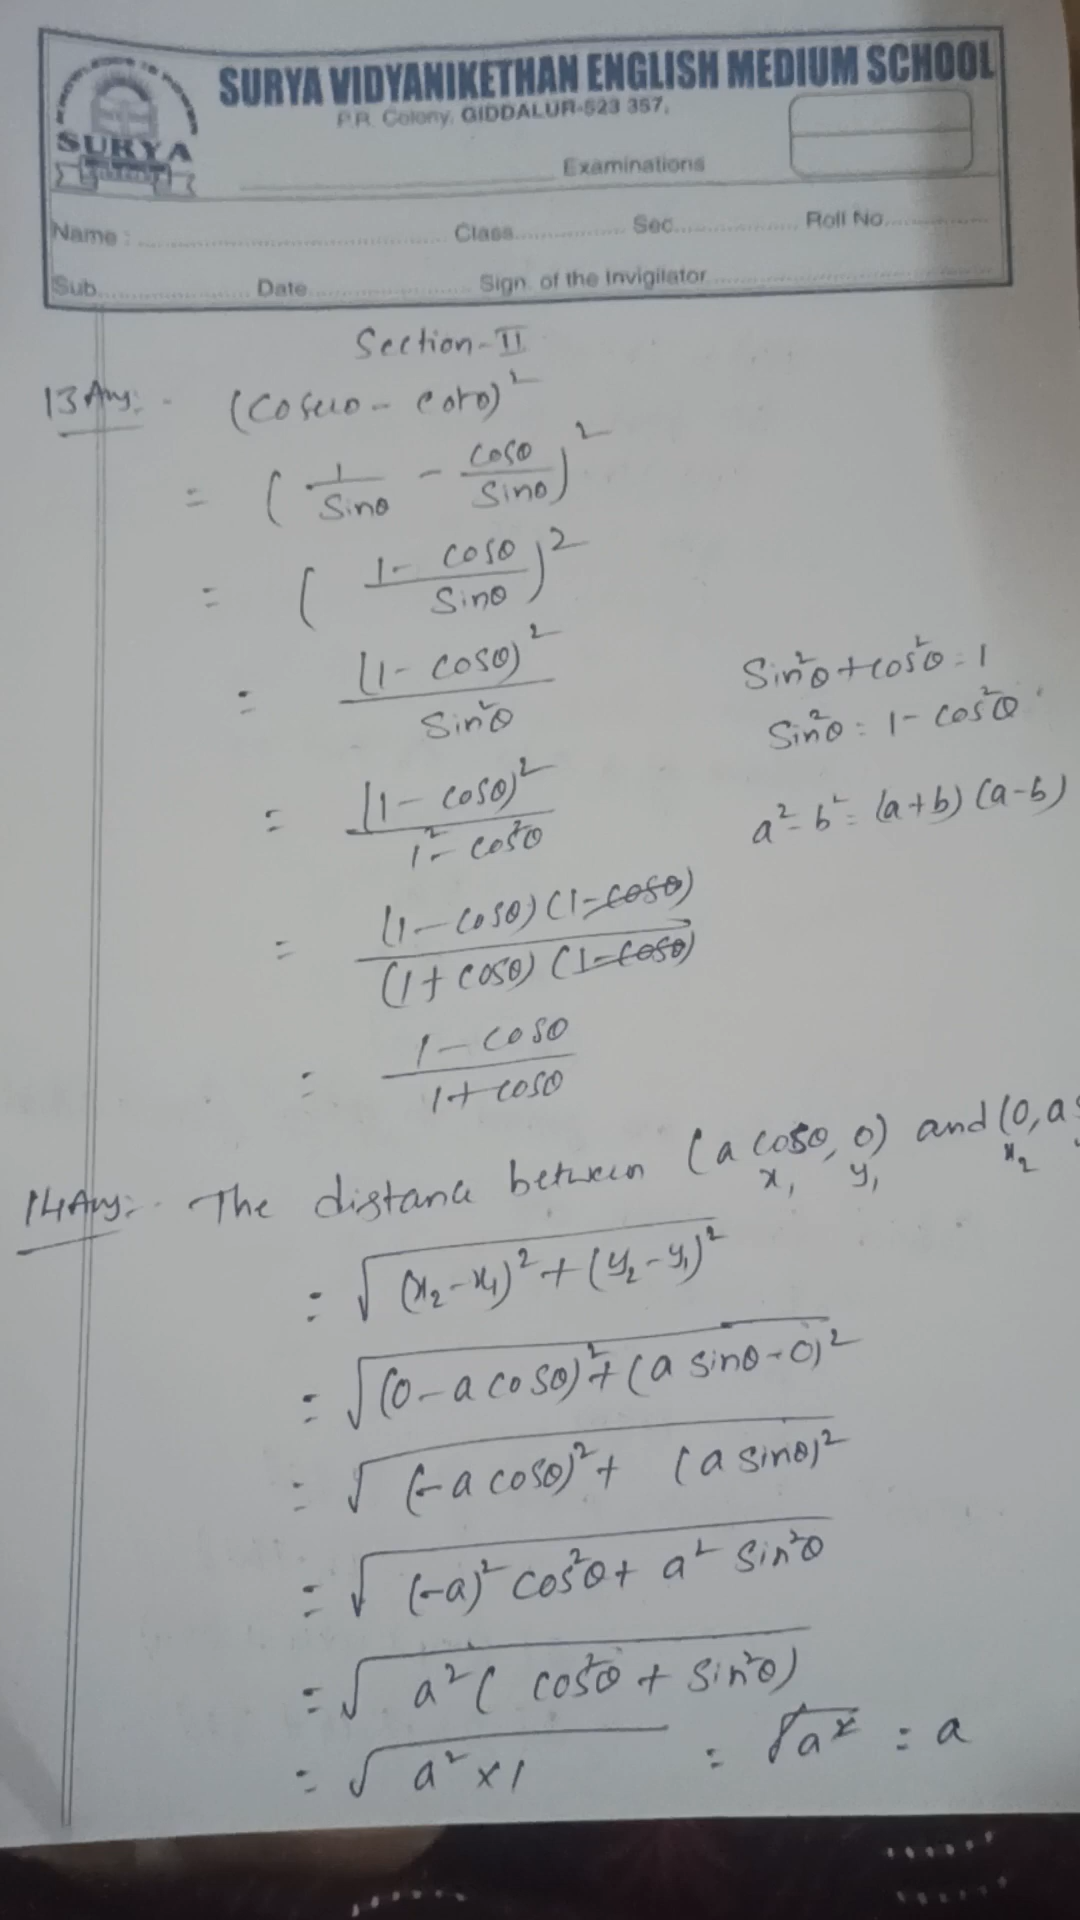 SURYA VIDYANIKETHAN ENGLISH MEDIUM SCHOOL
P.R. Colony, GIDDALUR-523 357.
SURYA
Examinations
Name : Class Sec. Roll No.
Sub. Date Sign. of the Invigilator
Section-II
13 Ans:- (cosecθ - cotθ)²
= (1/sinθ - cosθ/sinθ)²
= (1- cosθ/sinθ)²
= (1- cosθ)²/sin²θ
sin²θ+cos²θ=1
sin²θ = 1- cos²θ
= (1- cosθ)²/1²- cos²θ
a²-b² = (a+b) (a-b)
= (1-cosθ) (1-cosθ)/(1+cosθ) (1-cosθ)
= 1- cosθ/1+cosθ
14 Ans:- The distance between (a cosθ, 0) and (0, a
x₁ y₁ x₂
= √(x₂-x₁)²+(y₂-y₁)²
= √(0-a cosθ)²+(a sinθ-0)²
= √(-a cosθ)²+ (a sinθ)²
= √(-a)² cos²θ+ a² sin²θ
= √a²( cos²θ + sin²θ)
= √a²×1 = √a² = a